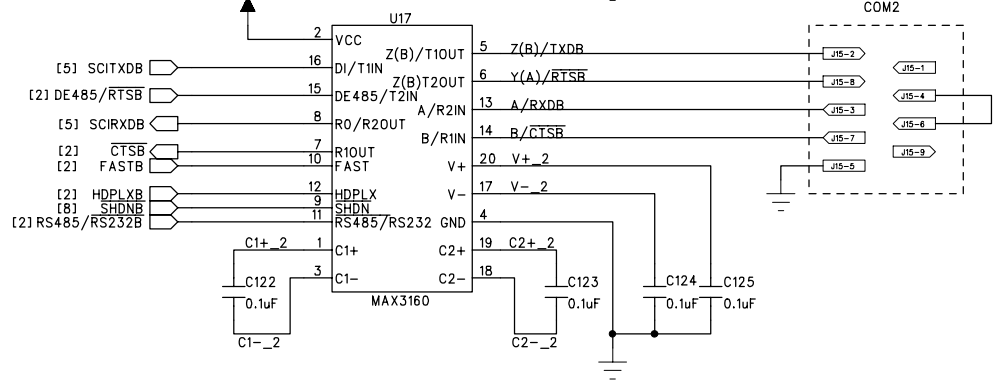 COM2
U17
2 VCC
Z(B)/T1OUT 5 Z(B)/TXDB J15-2
J15-1
[5] SCITXDB 16 DI/T1IN
Z(B)T2OUT 6 Y(A)/RTSB J15-8
[2] DE485/RTSB 15 DE485/T2IN
J15-4
A/R2IN 13 A/RXDB J15-3
[5] SCIRXDB 8 RO/R2OUT
J15-6
B/R1IN 14 B/CTSB J15-7
[2] CTSB 7 R1OUT
J15-9
[2] FASTB 10 FAST
V+ 20 V+_2 J15-5
[2] HDPLXB 12 HDPLX
V- 17 V-_2
[8] SHDNB 9 SHDN
[2] RS485/RS232B 11 RS485/RS232 GND 4
C1+_2 1 C1+ C2+ 19 C2+_2
3 C1- C2- 18
C122 C123 C124 C125
0.1uF 0.1uF 0.1uF 0.1uF
MAX3160
C1-_2 C2-_2